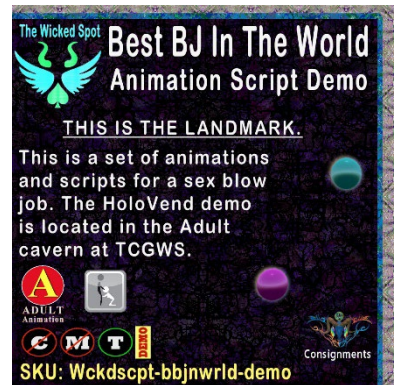 The Wicked Spot
Best BJ In The World
Animation Script Demo
THIS IS THE LANDMARK.
This is a set of animations
and scripts for a sex blow
job. The HoloVend demo
is located in the Adult
cavern at TCGWS.
A
ADULT
Animation
C M T DEMO
Consignments
SKU: Wckdscpt-bbjnwrld-demo